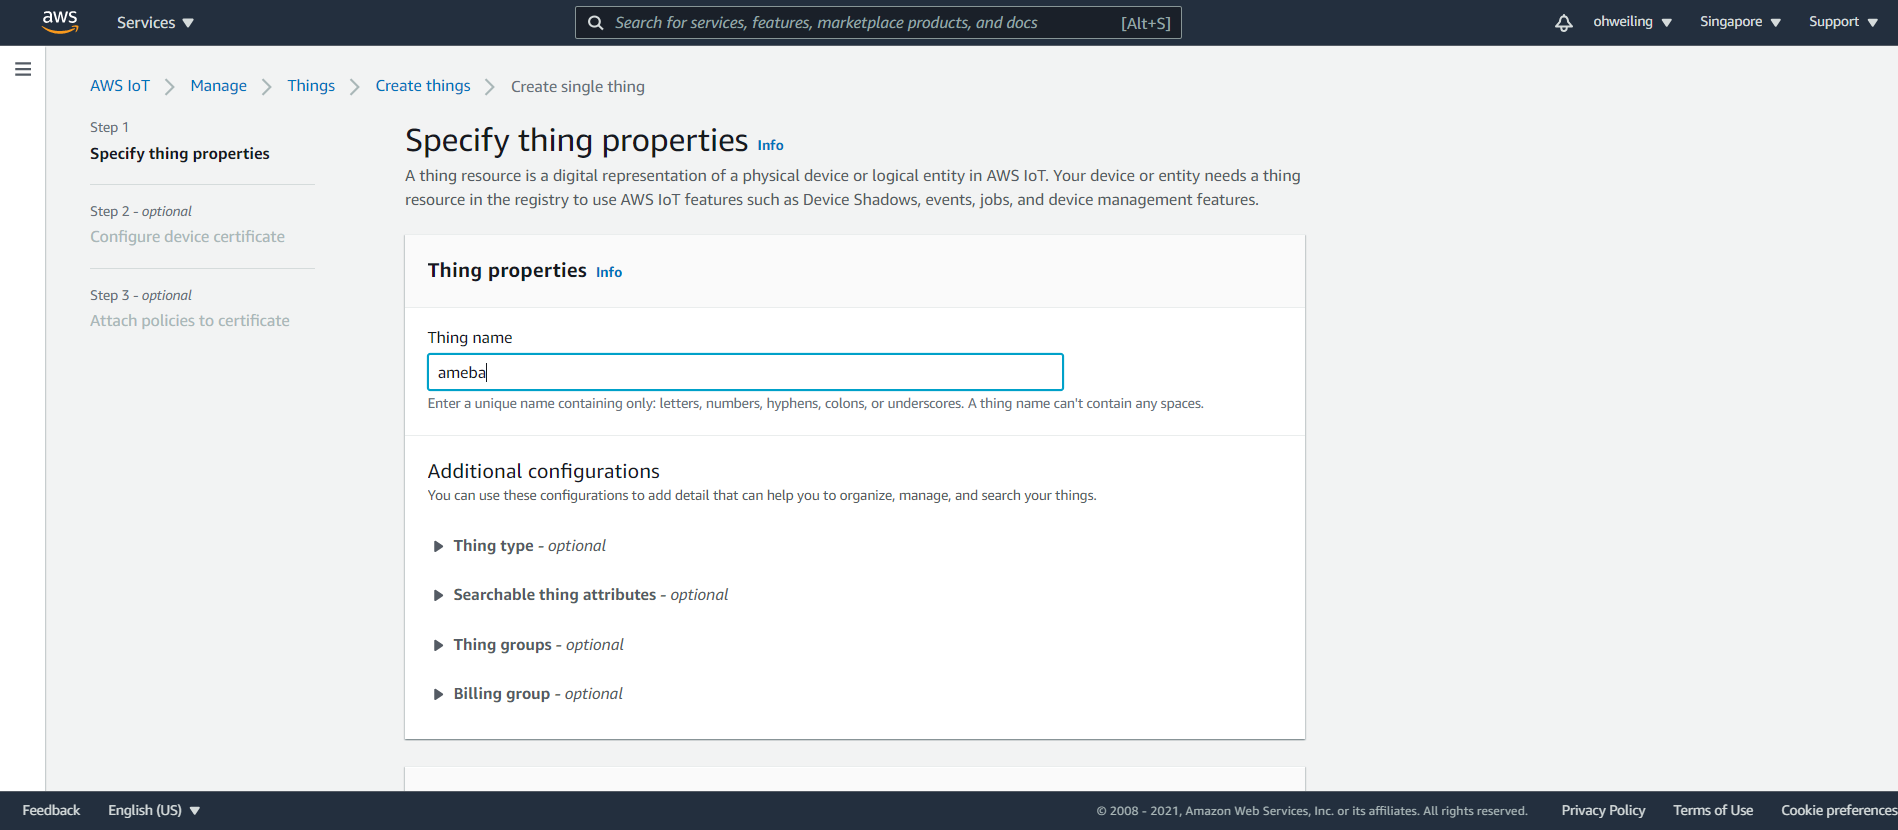 aws
Services
Search for services, features, marketplace products, and docs [Alt+S]
ohweiling
Singapore
Support
AWS IoT
Manage
Things
Create things
Create single thing
Step 1
Specify thing properties
Step 2 - optional
Configure device certificate
Step 3 - optional
Attach policies to certificate
Specify thing properties Info
A thing resource is a digital representation of a physical device or logical entity in AWS IoT. Your device or entity needs a thing
resource in the registry to use AWS IoT features such as Device Shadows, events, jobs, and device management features.
Thing properties Info
Thing name
ameba
Enter a unique name containing only: letters, numbers, hyphens, colons, or underscores. A thing name can't contain any spaces.
Additional configurations
You can use these configurations to add detail that can help you to organize, manage, and search your things.
Thing type - optional
Searchable thing attributes - optional
Thing groups - optional
Billing group - optional
Feedback
English (US)
© 2008 - 2021, Amazon Web Services, Inc. or its affiliates. All rights reserved.
Privacy Policy
Terms of Use
Cookie preferences